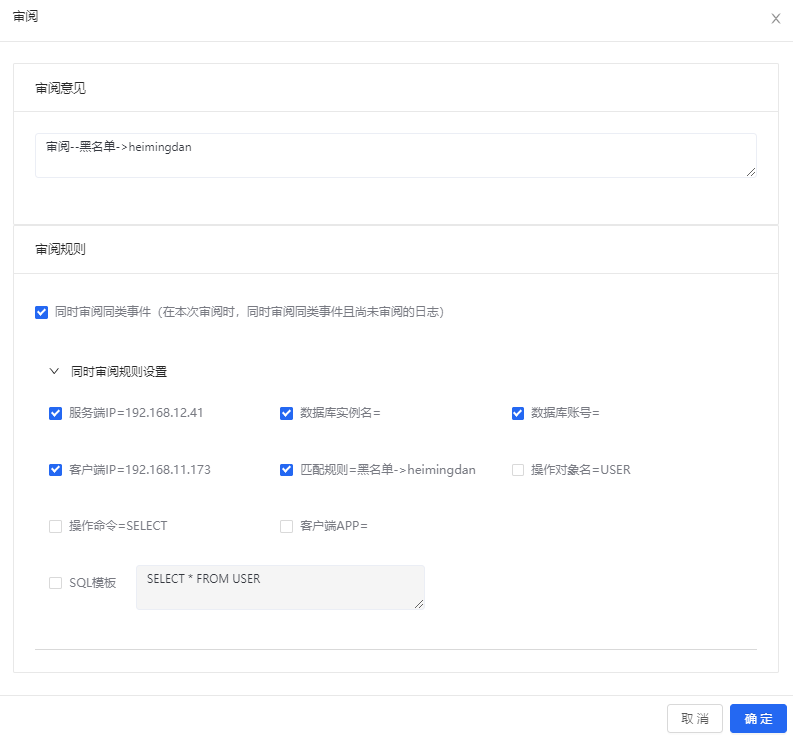 审阅
审阅意见
审阅--黑名单->heimingdan
审阅规则
同时审阅同类事件（在本次审阅时，同时审阅同类事件且尚未审阅的日志）
同时审阅规则设置
服务端IP=192.168.12.41 数据库实例名= 数据库账号=
客户端IP=192.168.11.173 匹配规则=黑名单->heimingdan 操作对象名=USER
操作命令=SELECT 客户端APP=
SQL模板 SELECT * FROM USER
取 消 确 定